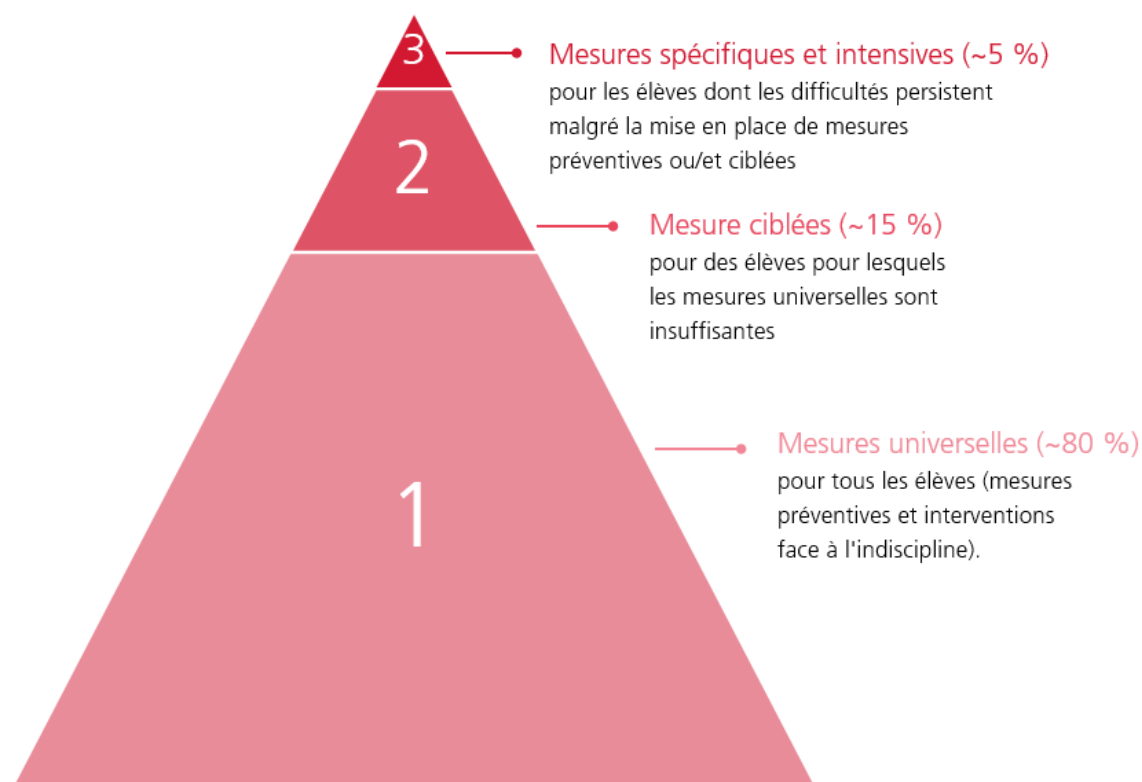 3
Mesures spécifiques et intensives (~5 %)
pour les élèves dont les difficultés persistent
malgré la mise en place de mesures
préventives ou/et ciblées
2
Mesure ciblées (~15 %)
pour des élèves pour lesquels
les mesures universelles sont
insuffisantes
1
Mesures universelles (~80 %)
pour tous les élèves (mesures
préventives et interventions
face à l'indiscipline).